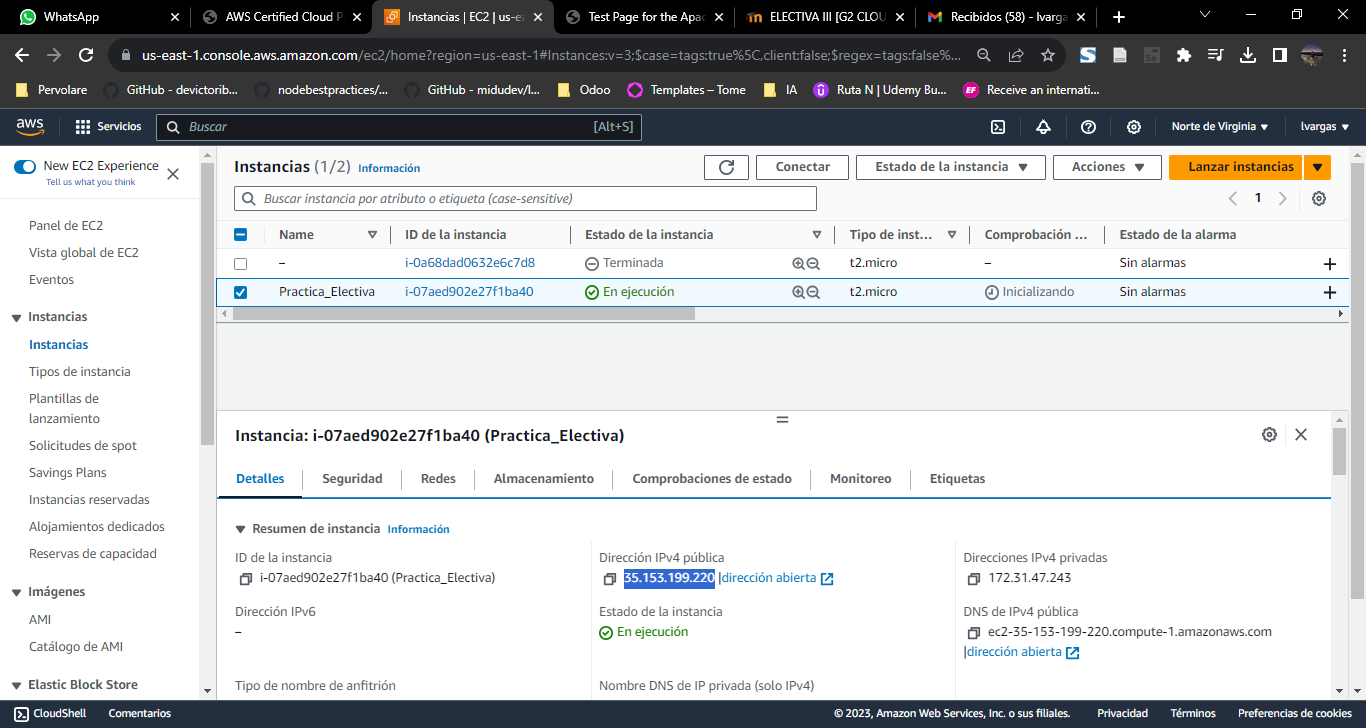 WhatsApp
AWS Certified Cloud P
Instancias | EC2 | us-ea
Test Page for the Apac
ELECTIVA III [G2 CLOU
Recibidos (58) - lvargas
us-east-1.console.aws.amazon.com/ec2/home?region=us-east-1#Instances:v=3;$case=tags:true%5C,client:false;$regex=tags:false%...
Pervolare
GitHub - devictorib...
nodebestpractices/...
GitHub - midudev/l...
Odoo
Templates – Tome
IA
Ruta N | Udemy Bu...
Receive an internati...
aws
Servicios
Buscar
[Alt+S]
Norte de Virginia
lvargas
New EC2 Experience
Tell us what you think
Panel de EC2
Vista global de EC2
Eventos
Instancias
Instancias
Tipos de instancia
Plantillas de
lanzamiento
Solicitudes de spot
Savings Plans
Instancias reservadas
Alojamientos dedicados
Reservas de capacidad
Imágenes
AMI
Catálogo de AMI
Elastic Block Store
Instancias (1/2) Información
Conectar
Estado de la instancia
Acciones
Lanzar instancias
Buscar instancia por atributo o etiqueta (case-sensitive)
1
Name
ID de la instancia
Estado de la instancia
Tipo de inst...
Comprobación ...
Estado de la alarma
–
i-0a68dad0632e6c7d8
Terminada
t2.micro
–
Sin alarmas
Practica_Electiva
i-07aed902e27f1ba40
En ejecución
t2.micro
Inicializando
Sin alarmas
Instancia: i-07aed902e27f1ba40 (Practica_Electiva)
Detalles
Seguridad
Redes
Almacenamiento
Comprobaciones de estado
Monitoreo
Etiquetas
Resumen de instancia Información
ID de la instancia
i-07aed902e27f1ba40 (Practica_Electiva)
Dirección IPv4 pública
35.153.199.220 |dirección abierta
Direcciones IPv4 privadas
172.31.47.243
Dirección IPv6
–
Estado de la instancia
En ejecución
DNS de IPv4 pública
ec2-35-153-199-220.compute-1.amazonaws.com
|dirección abierta
Tipo de nombre de anfitrión
Nombre DNS de IP privada (solo IPv4)
CloudShell
Comentarios
© 2023, Amazon Web Services, Inc. o sus filiales.
Privacidad
Términos
Preferencias de cookies